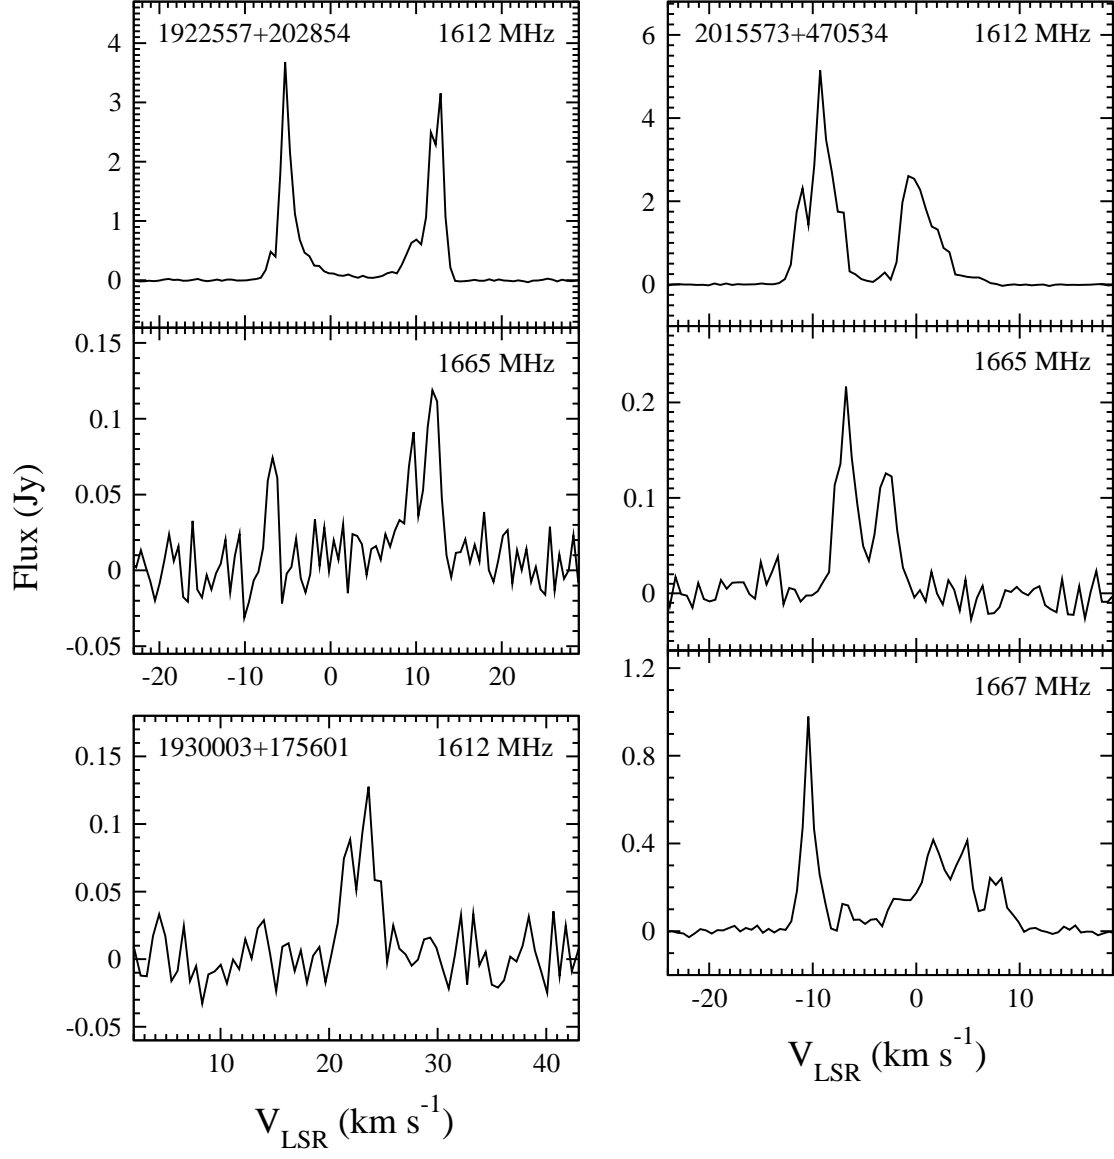 1922557+202854 1612 MHz
4
3
2
1
0
1665 MHz
0.15
0.1
0.05
0
-0.05
-20 -10 0 10 20
1930003+175601 1612 MHz
0.15
0.1
0.05
0
-0.05
10 20 30 40
V_LSR (km s^-1)
Flux (Jy)
2015573+470534 1612 MHz
6
4
2
0
1665 MHz
0.2
0.1
0
1667 MHz
1.2
0.8
0.4
0
-20 -10 0 10
V_LSR (km s^-1)